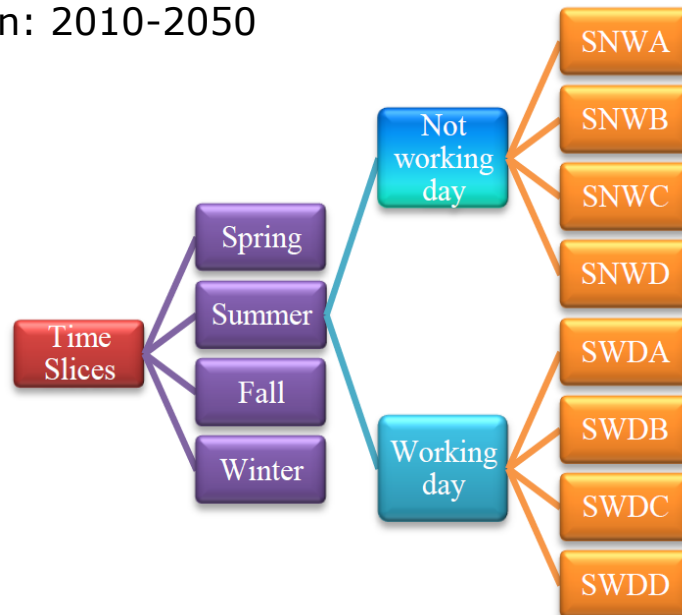 n: 2010-2050
Time
Slices
Spring
Summer
Fall
Winter
Not
working
day
Working
day
SNWA
SNWB
SNWC
SNWD
SWDA
SWDB
SWDC
SWDD